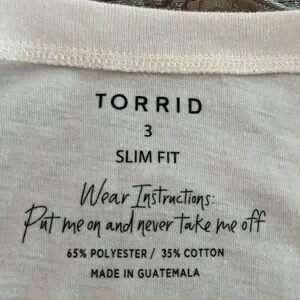 TORRID
3
SLIM FIT
Wear Instructions:
Put me on and never take me off
65% POLYESTER / 35% COTTON
MADE IN GUATEMALA